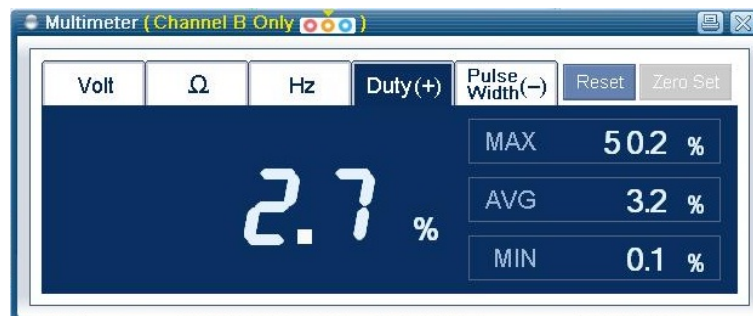 Multimeter (Channel B Only )
Volt Ω Hz Duty(+) Pulse Width(−) Reset Zero Set
MAX 50.2 %
2.7 %
AVG 3.2 %
MIN 0.1 %